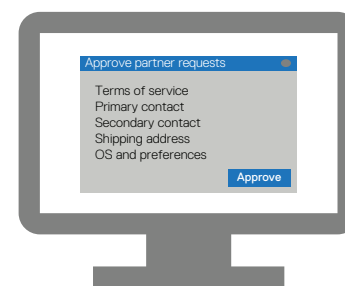 Approve partner requests
Terms of service
Primary contact
Secondary contact
Shipping address
OS and preferences
Approve